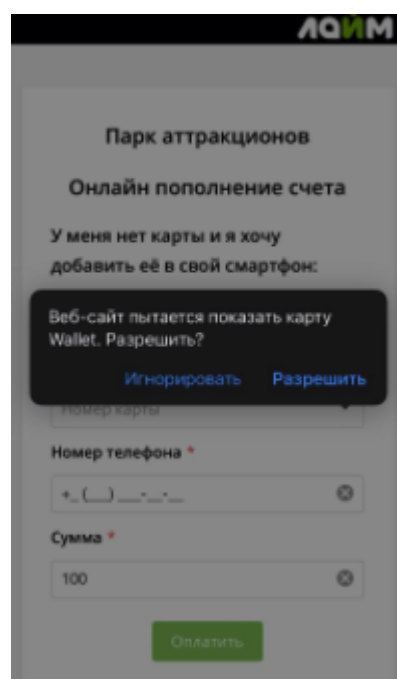 ЛАЙМ
Парк аттракционов
Онлайн пополнение счета
У меня нет карты и я хочу
добавить её в свой смартфон:
Веб-сайт пытается показать карту
Wallet. Разрешить?
Игнорировать Разрешить
Номер карты
Номер телефона *
+_ (__) ___-_-__
Сумма *
100
Оплатить